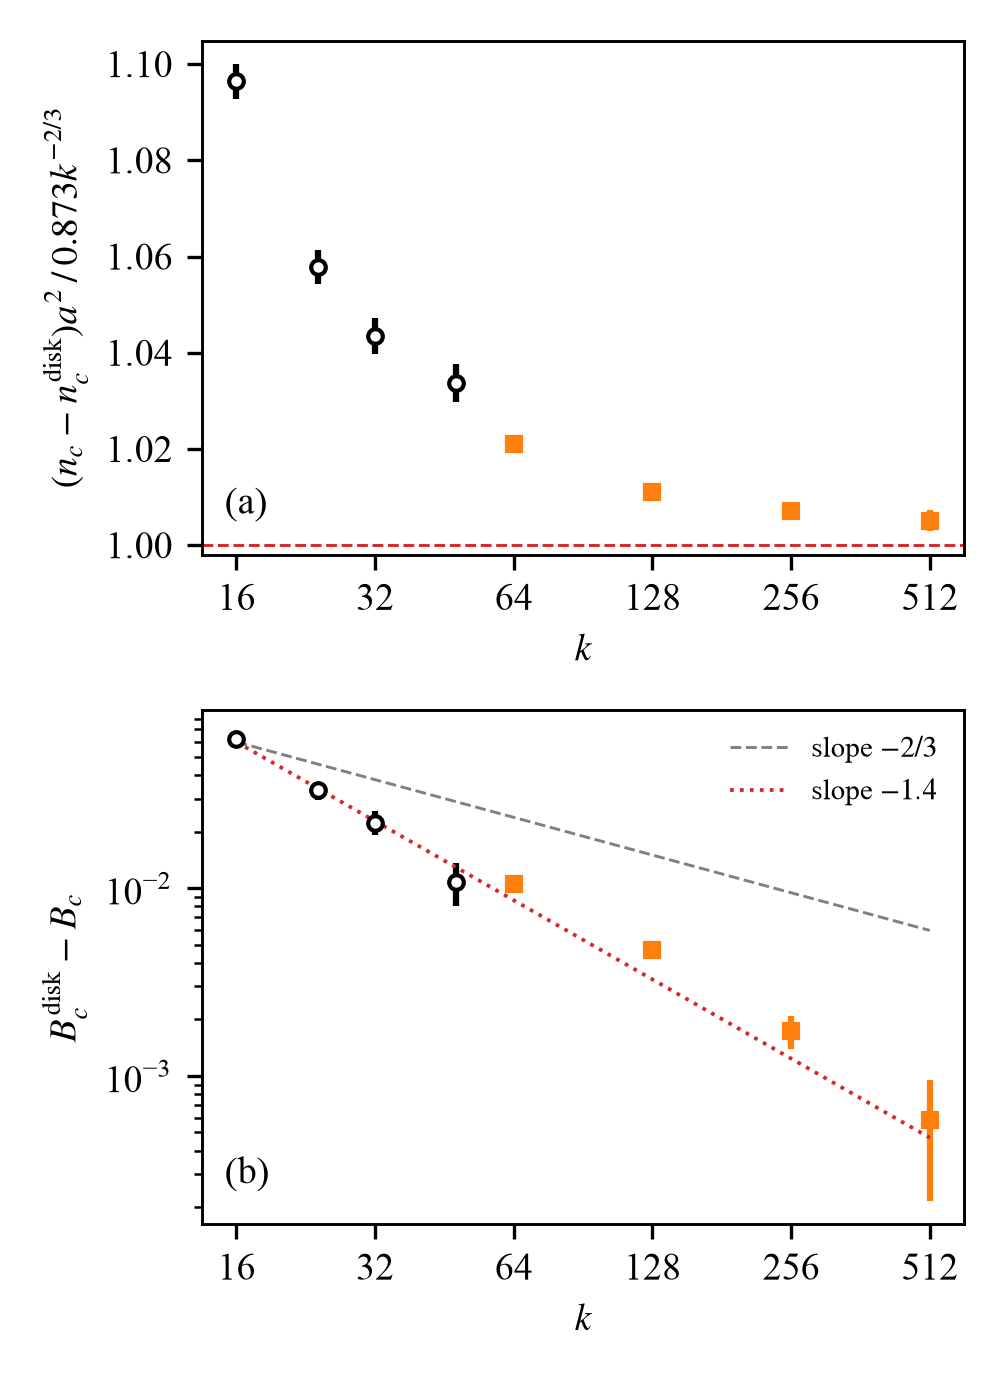 1.10
1.08
1.06
1.04
1.02
1.00
(n_c − n_c^disk)a² / 0.873k^−2/3
(a)
16 32 64 128 256 512
k
slope −2/3
slope −1.4
10^−2
10^−3
B_c^disk − B_c
(b)
16 32 64 128 256 512
k